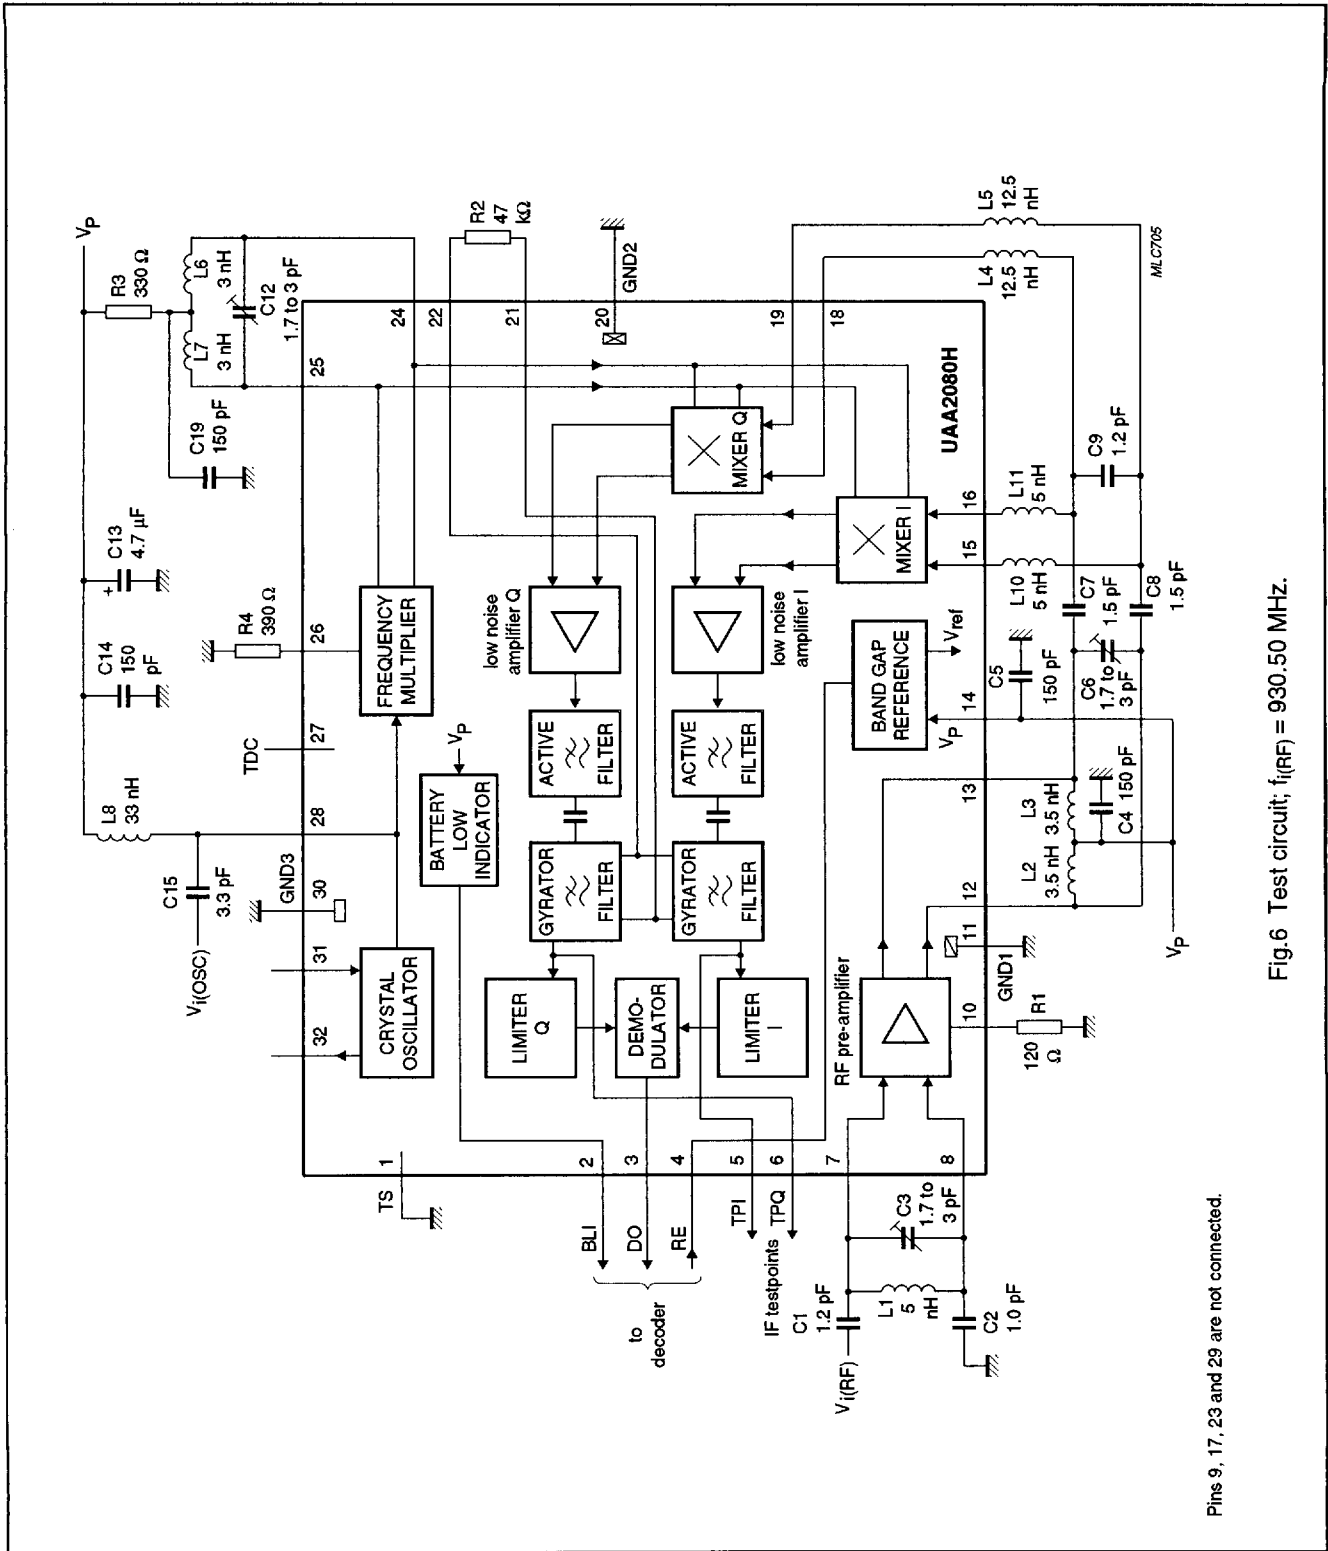 VP
R3
330 Ω
L7
3 nH
L6
3 nH
C12
1.7 to 3 pF
C19
150 pF
C13
+
4.7 µF
C14
150
pF
R4
390 Ω
L8
33 nH
C15
3.3 pF
Vi(OSC)
GND3
TDC
R2
47
kΩ
GND2
L5
12.5
nH
L4
12.5
nH
MLC705
32
31
30
28
27
26
25
24
22
21
20
19
18
CRYSTAL
OSCILLATOR
FREQUENCY
MULTIPLIER
BATTERY
LOW
INDICATOR
VP
LIMITER
Q
GYRATOR
FILTER
ACTIVE
FILTER
low noise
amplifier Q
MIXER Q
DEMO-
DULATOR
LIMITER
I
GYRATOR
FILTER
ACTIVE
FILTER
low noise
amplifier I
MIXER I
UAA2080H
BAND GAP
REFERENCE
Vref
VP
RF pre-amplifier
TS
1
BLI
2
DO
3
RE
4
TPI
5
TPQ
6
7
8
to
decoder
IF testpoints
Vi(RF)
C1
1.2 pF
L1
5
nH
C3
1.7 to
3 pF
C2
1.0 pF
10
11
12
13
14
15
16
120
Ω
R1
GND1
L2
3.5 nH
L3
3.5 nH
C4 150 pF
VP
C5
150 pF
C6
1.7 to
3 pF
C7
1.5 pF
C8
1.5 pF
L10
5 nH
L11
5 nH
C9
1.2 pF
Pins 9, 17, 23 and 29 are not connected.
Fig.6 Test circuit; fi(RF) = 930.50 MHz.